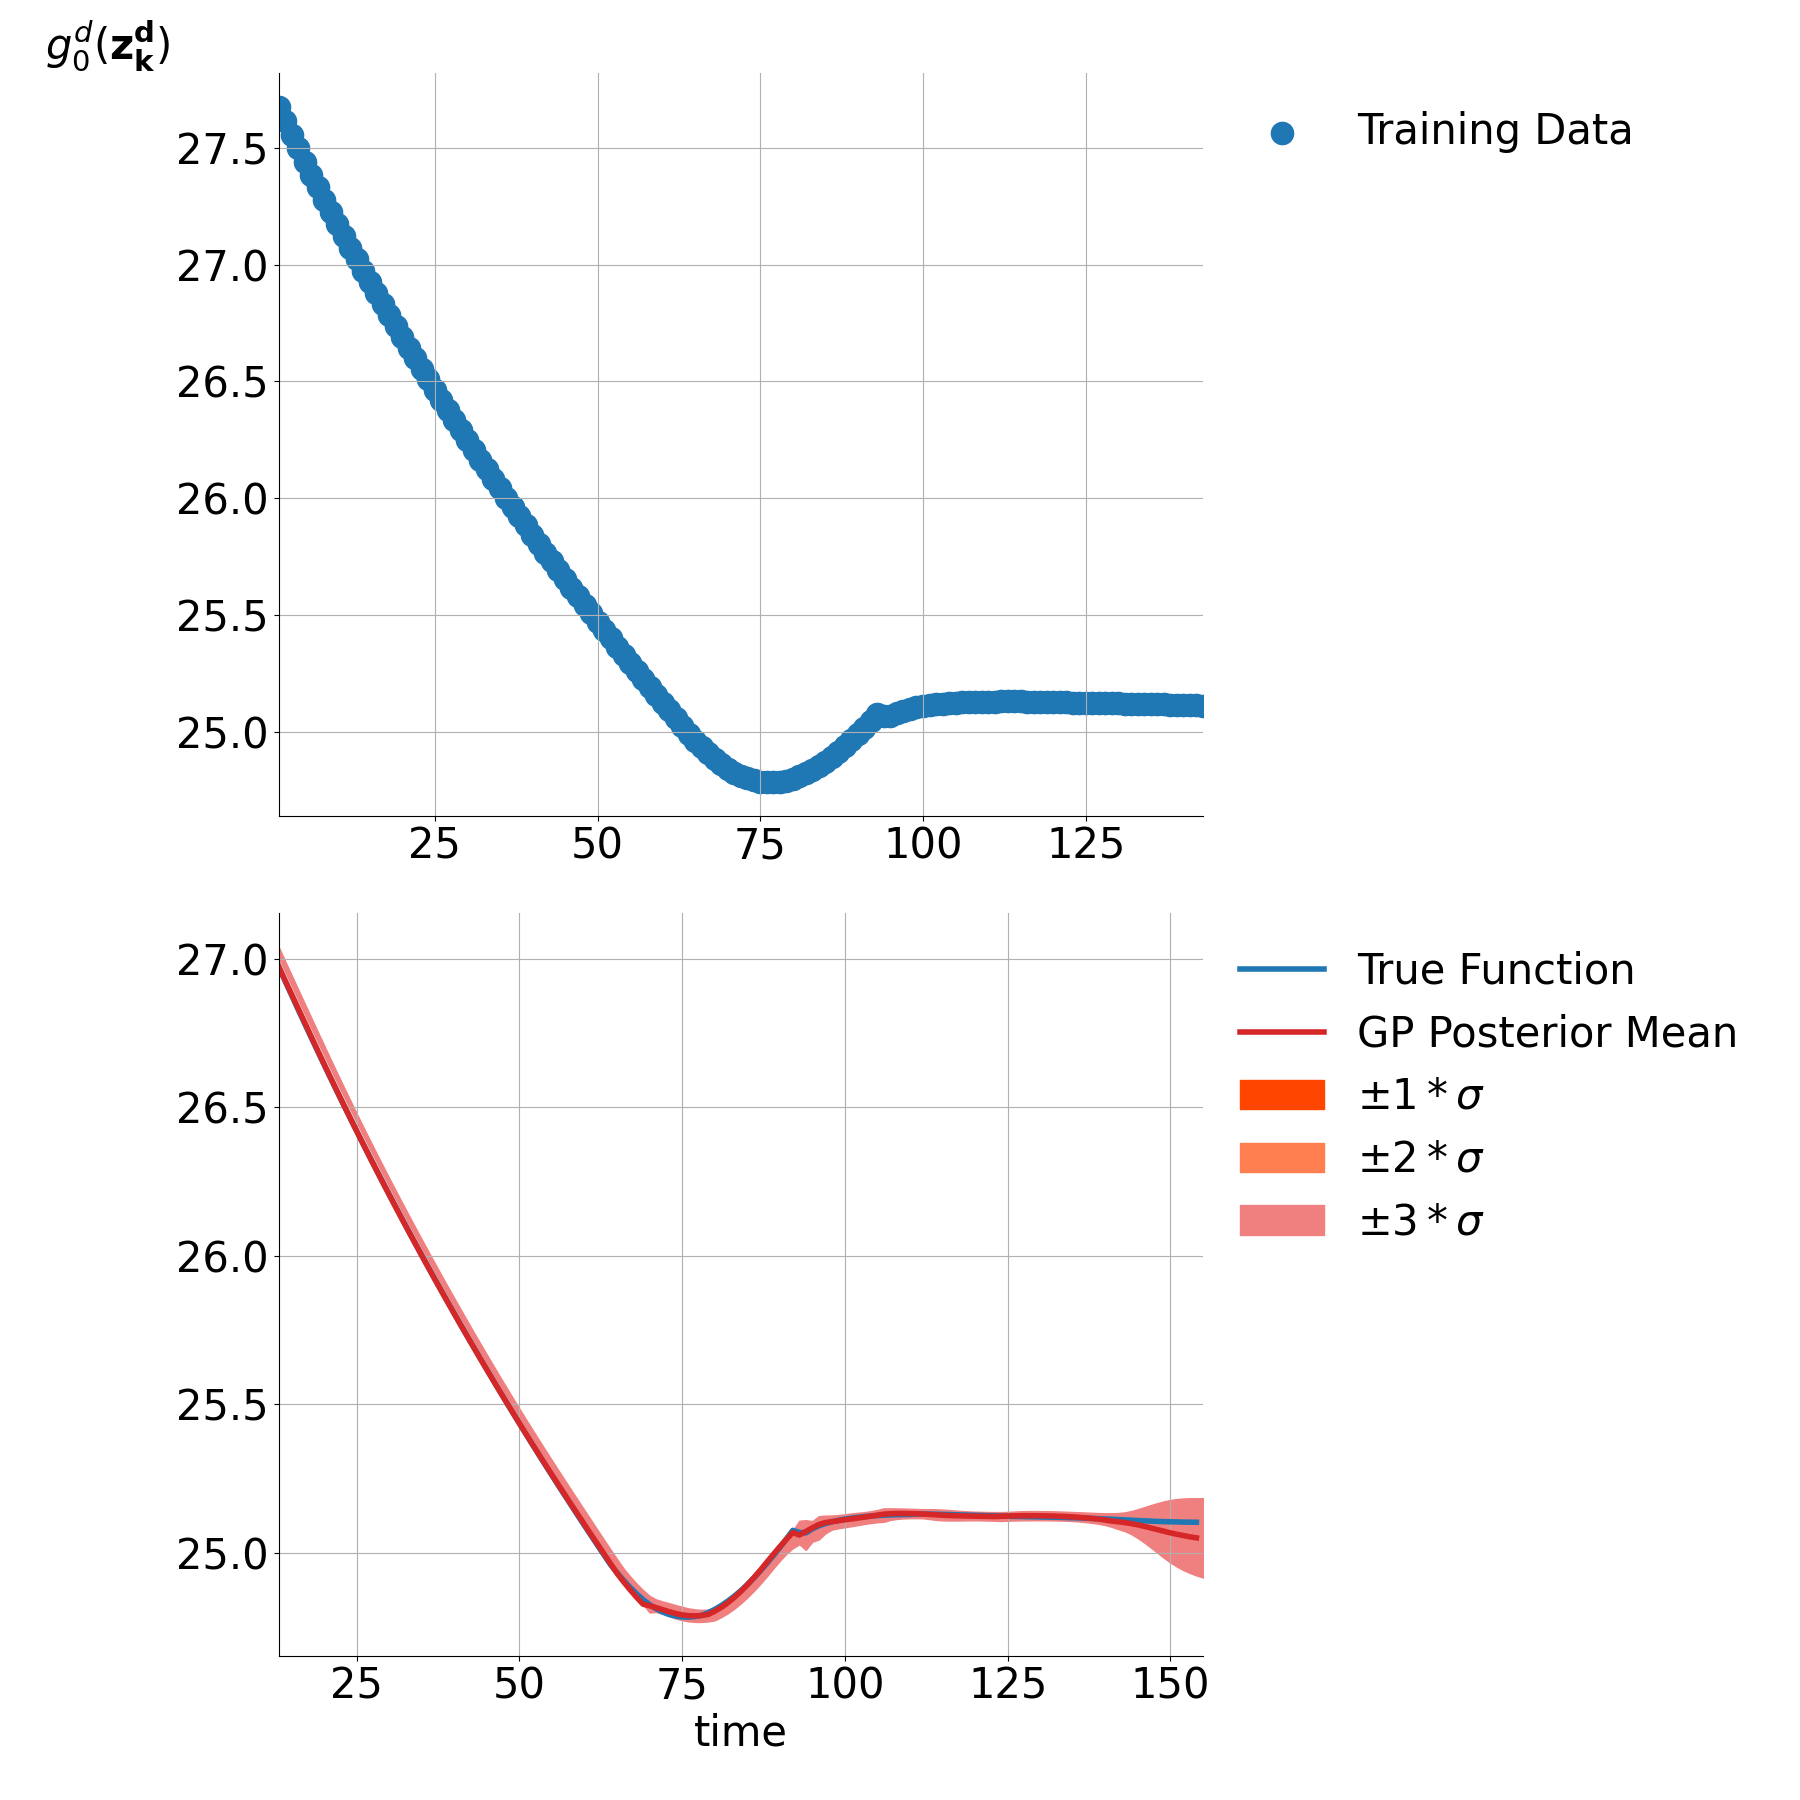 g_0^d(z_k^d)
27.5
27.0
26.5
26.0
25.5
25.0
25 50 75 100 125
Training Data
27.0
26.5
26.0
25.5
25.0
25 50 75 100 125 150
time
True Function
GP Posterior Mean
±1 * σ
±2 * σ
±3 * σ